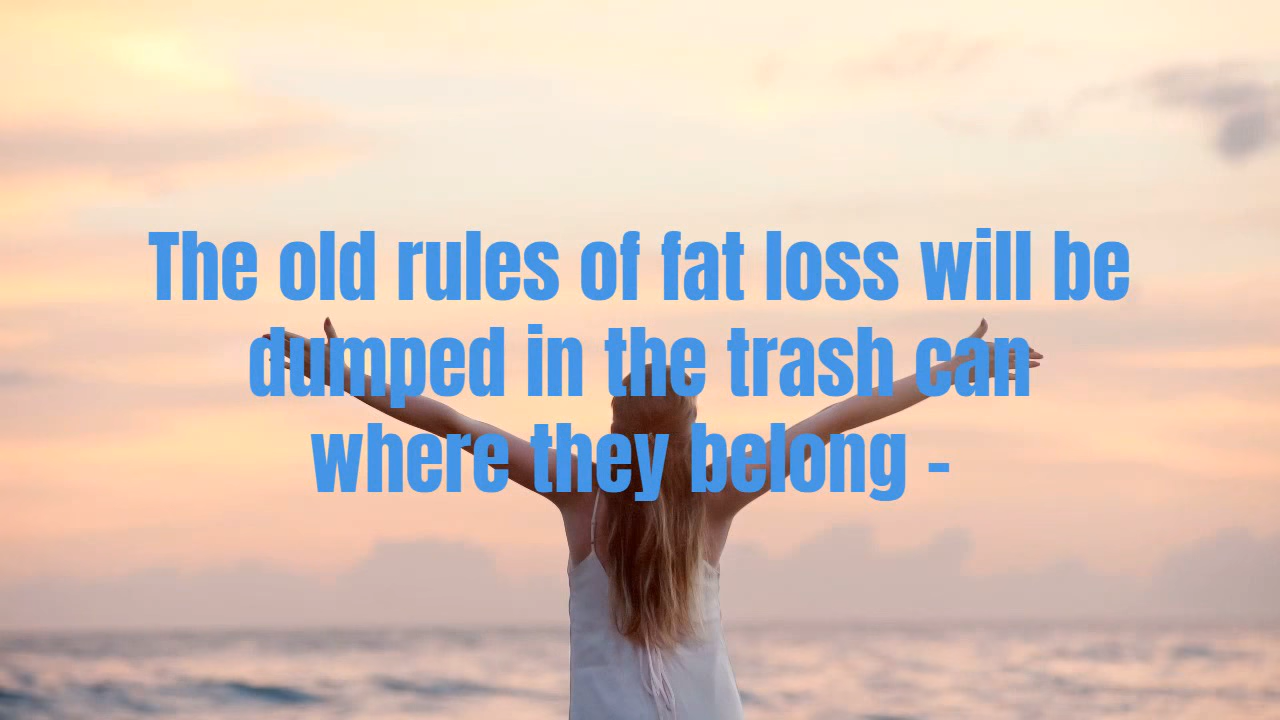 The old rules of fat loss will be
dumped in the trash can
where they belong -